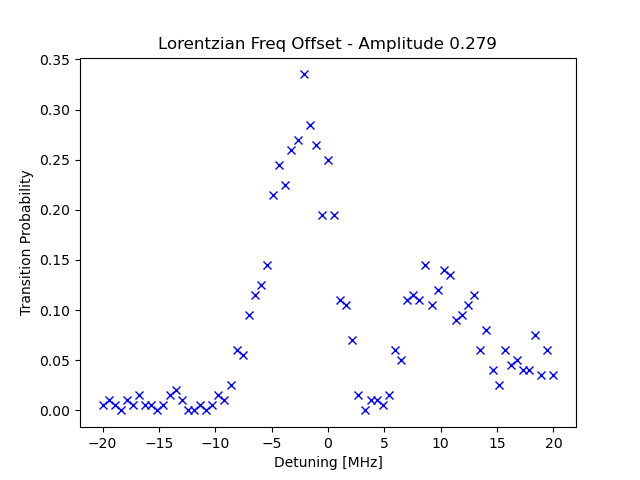 Lorentzian Freq Offset - Amplitude 0.279
Transition Probability
0.35
0.30
0.25
0.20
0.15
0.10
0.05
0.00
−20 −15 −10 −5 0 5 10 15 20
Detuning [MHz]